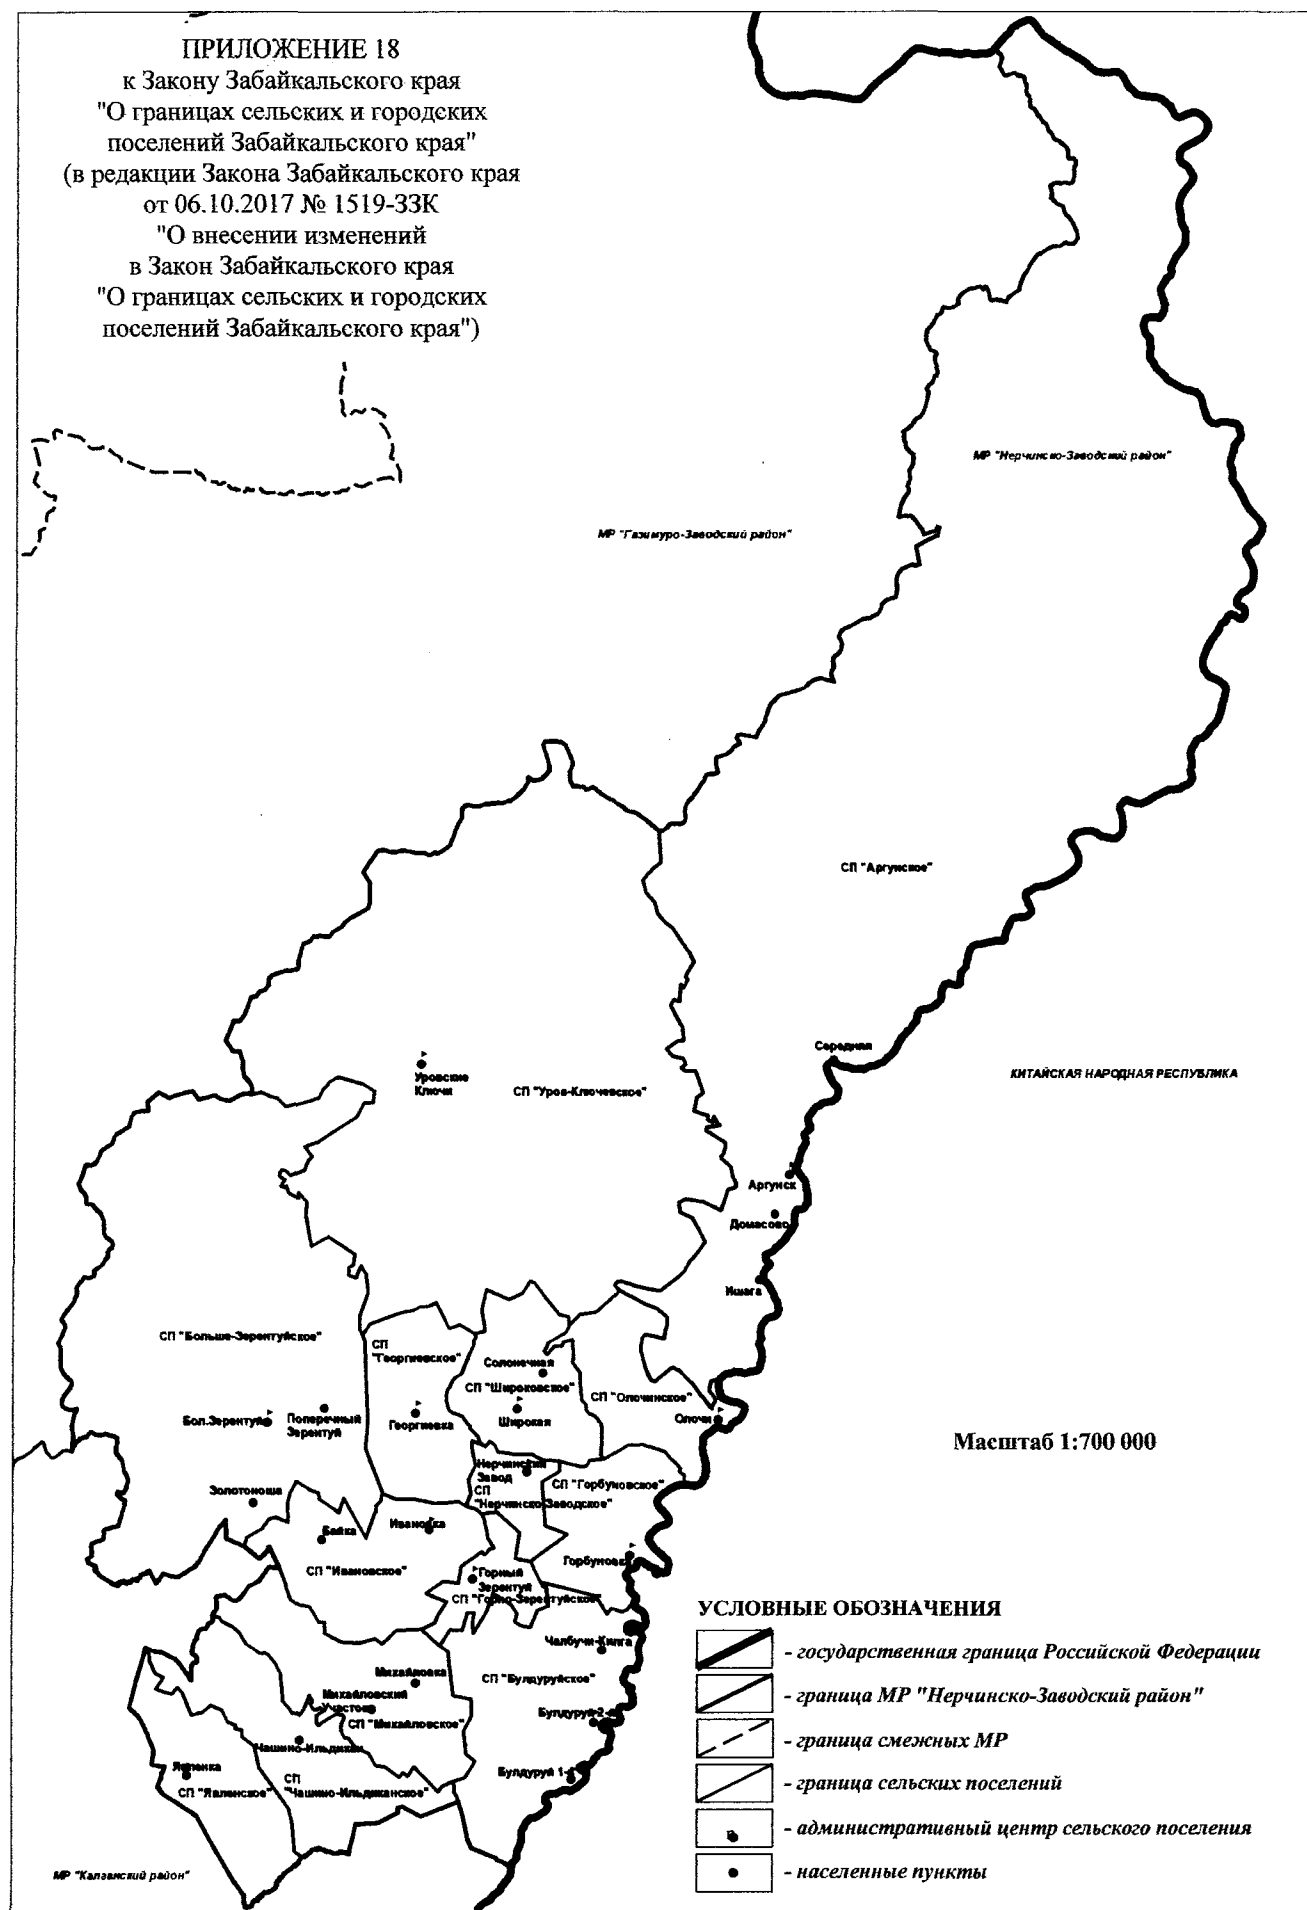 ПРИЛОЖЕНИЕ 18
к Закону Забайкальского края
"О границах сельских и городских
поселений Забайкальского края"
(в редакции Закона Забайкальского края
от 06.10.2017 № 1519-ЗЗК
"О внесении изменений
в Закон Забайкальского края
"О границах сельских и городских
поселений Забайкальского края")
МР "Нерчинско-Заводский район"
МР "Газимуро-Заводский район"
СП "Аргунское"
Середняя
КИТАЙСКАЯ НАРОДНАЯ РЕСПУБЛИКА
Уровские
Ключи
СП "Уров-Ключевское"
Аргунск
Домасово
Ишага
СП "Больше-Зерентуйское"
СП
"Георгиевское"
Солонечная
СП "Широковское"
СП "Олочинское"
Бол.Зерентуй
Поперечный
Зерентуй
Георгиевка
Широкая
Олочи
Масштаб 1:700 000
Нерчинский
Завод
СП "Горбуновское"
СП
"Нерчинско-Заводское"
Золотоноша
Байка
Ивановка
СП "Ивановское"
Горный
Зерентуй
СП "Горно-Зерентуйское"
Горбуновка
Чалбучи-Килга
СП "Булдуруйское"
Михайловка
Михайловский
Участок
СП "Михайловское"
Булдуруй-2-й
Чашино-Ильдикан
Явленка
СП "Явленское"
СП
"Чашино-Ильдиканское"
Булдуруй 1-й
МР "Калганский район"
УСЛОВНЫЕ ОБОЗНАЧЕНИЯ
- государственная граница Российской Федерации
- граница МР "Нерчинско-Заводский район"
- граница смежных МР
- граница сельских поселений
- административный центр сельского поселения
- населенные пункты